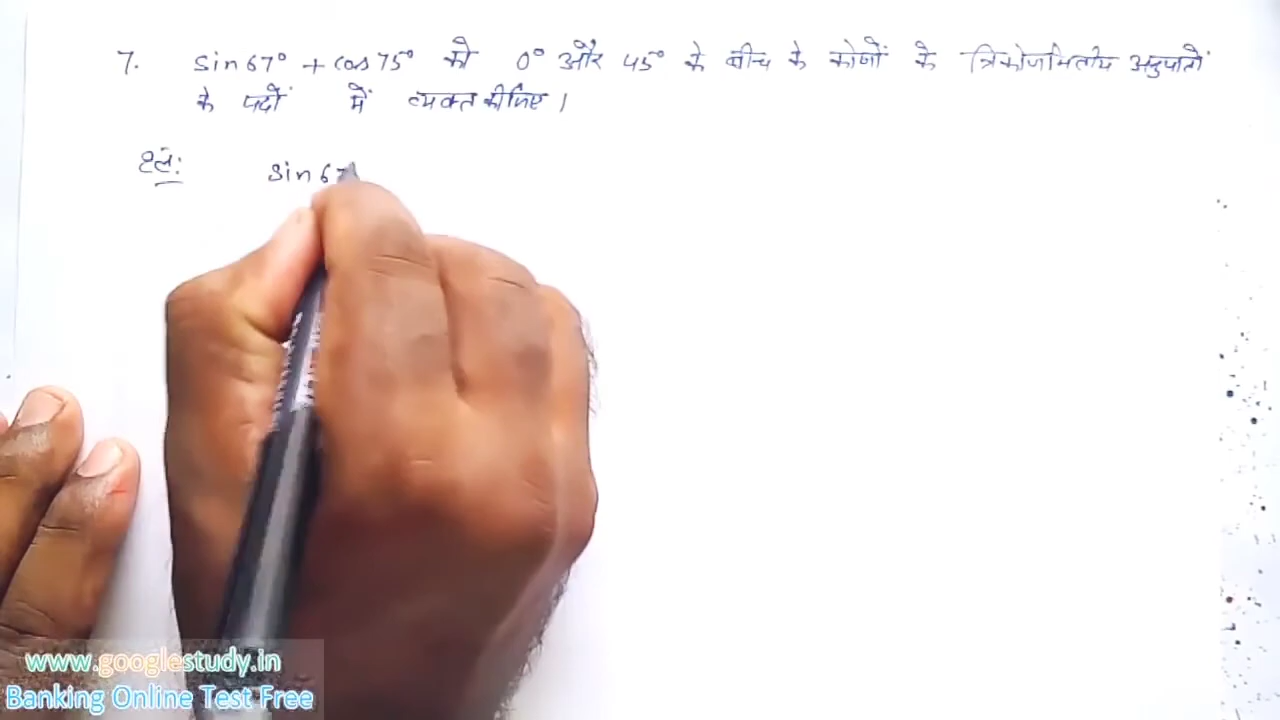 7. sin 67° + cos 75° को 0° और 45° के बीच के कोणों के त्रिकोणमितीय अनुपातों
के पदों में व्यक्त कीजिए।
हल: sin 67
www.googlestudy.in
Banking Online Test Free